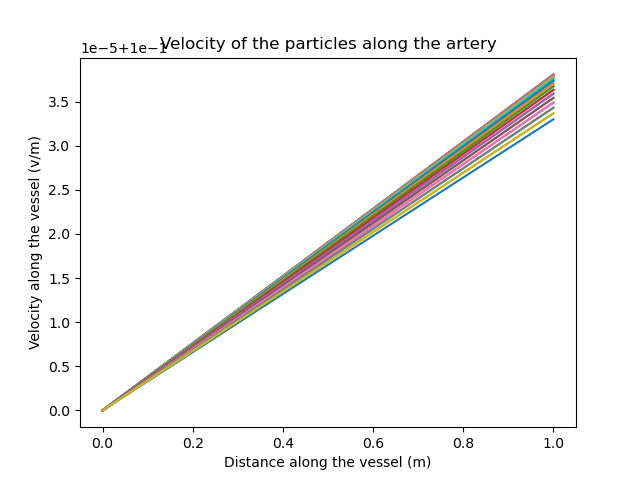 1e−5+1e−1
Velocity of the particles along the artery
Velocity along the vessel (v/m)
3.5
3.0
2.5
2.0
1.5
1.0
0.5
0.0
0.0 0.2 0.4 0.6 0.8 1.0
Distance along the vessel (m)